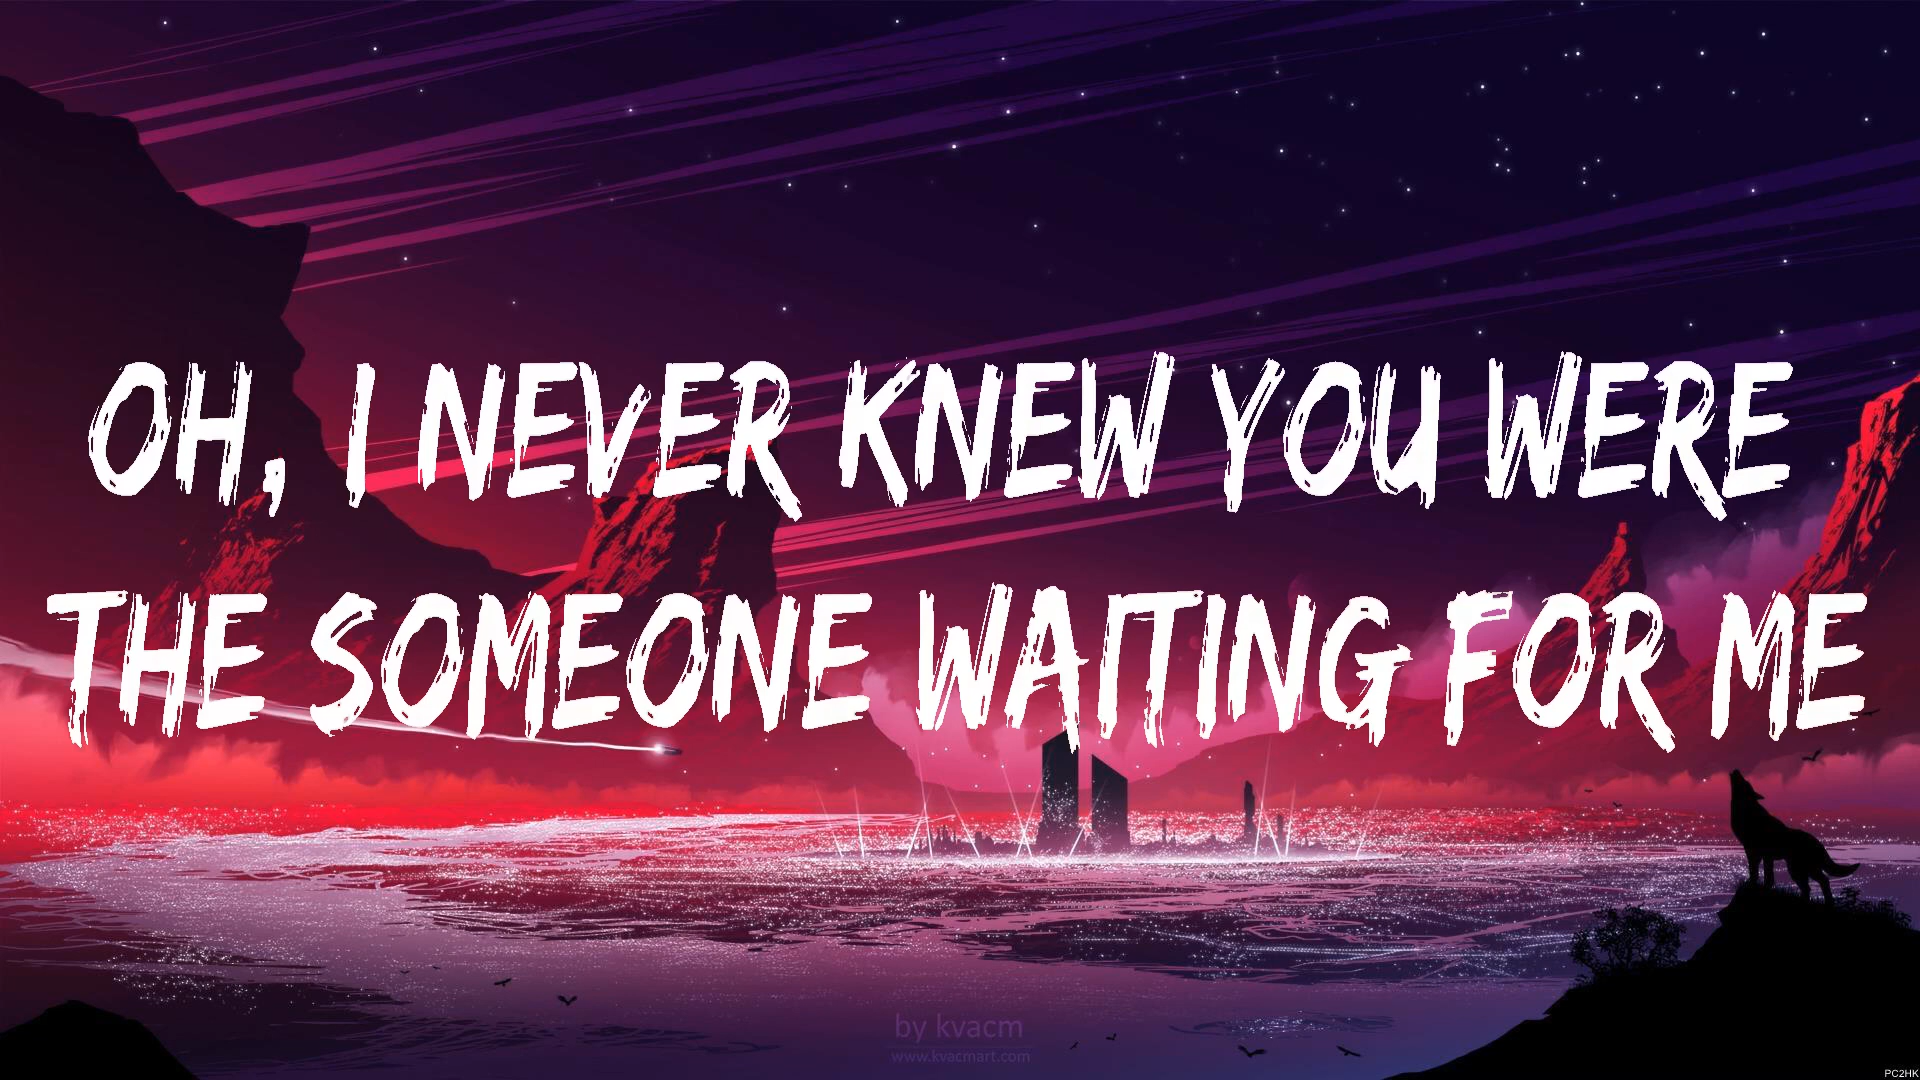 OH, I NEVER KNEW YOU WERE
THE SOMEONE WAITING FOR ME
by kvacm
www.kvacmart.com
PC2HK